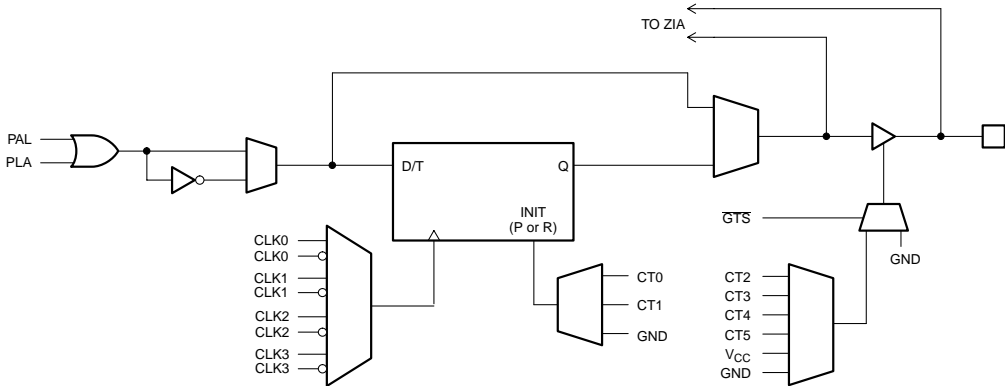 TO ZIA
PAL
PLA
D/T
Q
INIT
(P or R)
GTS
GND
CLK0
CLK0
CLK1
CLK1
CLK2
CLK2
CLK3
CLK3
CT0
CT1
GND
CT2
CT3
CT4
CT5
VCC
GND